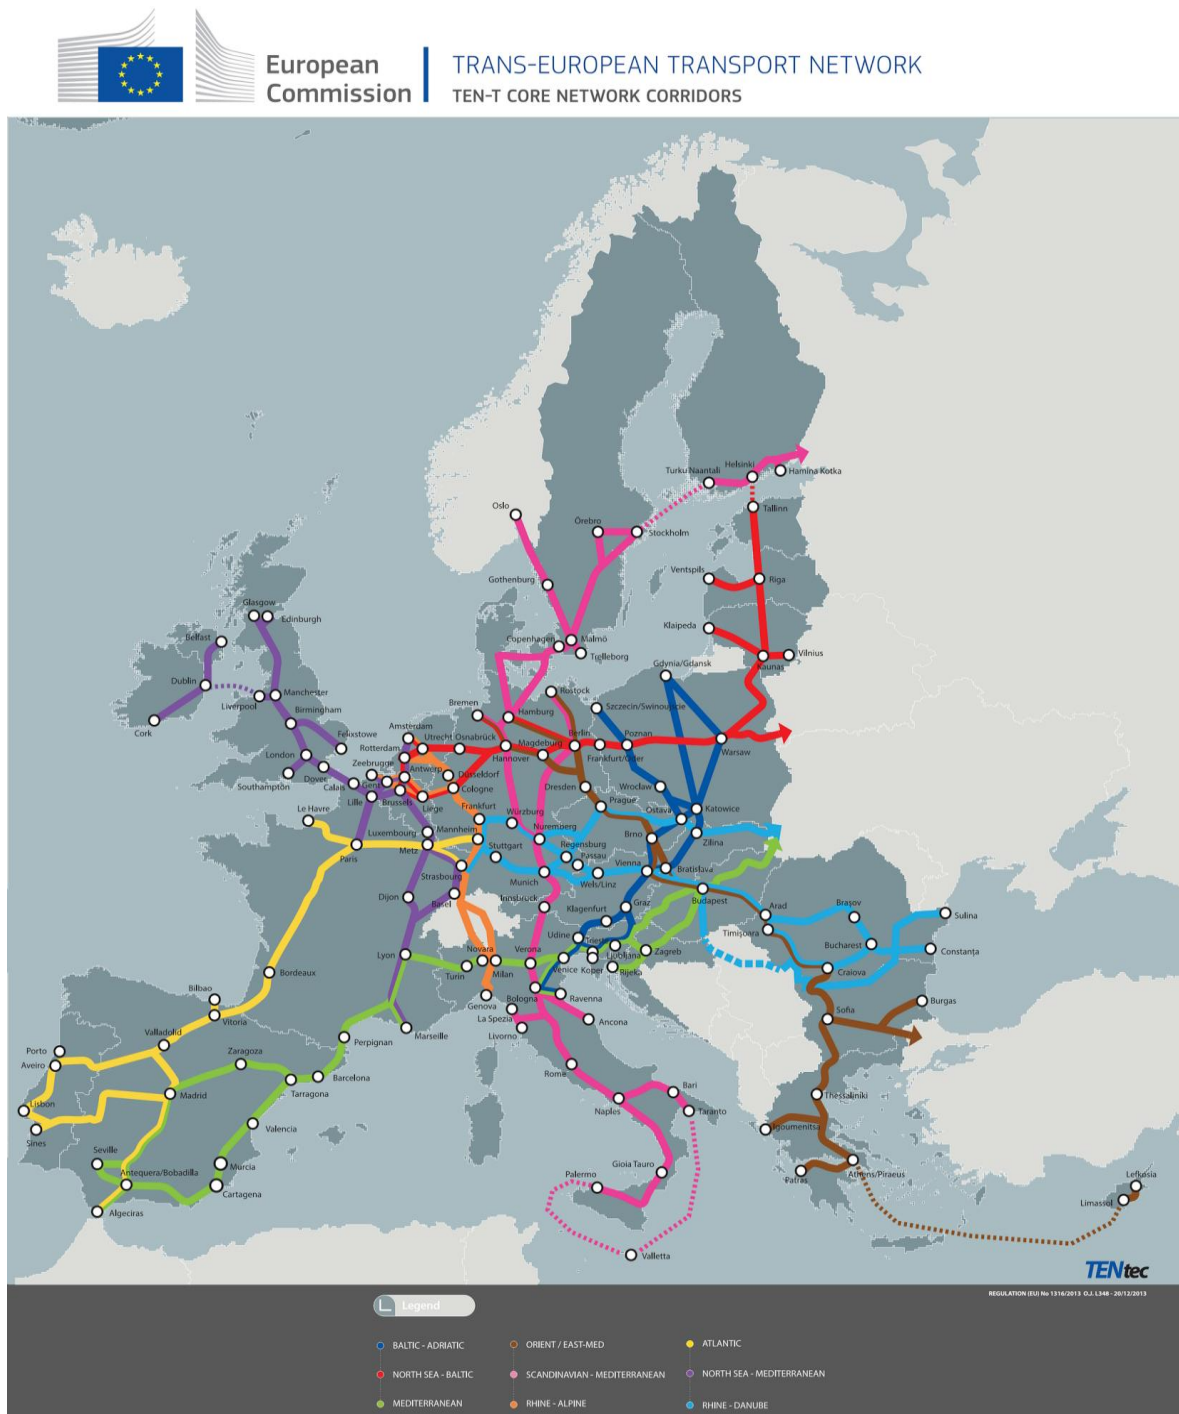 European
Commission
TRANS-EUROPEAN TRANSPORT NETWORK
TEN-T CORE NETWORK CORRIDORS
Helsinki
Turku Naantali
Hamina Kotka
Oslo
Tallinn
Örebro
Stockholm
Ventspils
Gothenburg
Riga
Glasgow
Edinburgh
Klaipeda
Belfast
Copenhagen
Malmö
Trelleborg
Vilnius
Kaunas
Gdynia/Gdansk
Dublin
Manchester
Liverpool
Rostock
Szczecin/Swinoujscie
Bremen
Birmingham
Hamburg
Cork
Felixstowe
Amsterdam
Utrecht
Osnabrück
Berlin
Poznan
Rotterdam
Magdeburg
Hannover
Frankfurt/Oder
Warsaw
London
Zeebrugge
Antwerp
Düsseldorf
Dover
Southampton
Calais
Gent
Cologne
Dresden
Wrocław
Lille
Brussels
Liège
Prague
Le Havre
Frankfurt
Würzburg
Ostava
Katowice
Luxembourg
Mannheim
Nuremberg
Brno
Zilina
Paris
Metz
Stuttgart
Regensburg
Passau
Strasbourg
Munich
Wels/Linz
Vienna
Bratislava
Dijon
Basel
Innsbruck
Budapest
Klagenfurt
Graz
Arad
Braşov
Sulina
Timişoara
Udine
Trieste
Bucharest
Constanţa
Lyon
Novara
Verona
Ljubljana
Zagreb
Turin
Milan
Venice
Koper
Rijeka
Craiova
Bordeaux
Bilbao
Genova
Bologna
Ravenna
Burgas
Vitoria
La Spezia
Ancona
Sofia
Valladolid
Marseille
Livorno
Perpignan
Porto
Zaragoza
Aveiro
Barcelona
Rome
Madrid
Tarragona
Bari
Naples
Thessaliniki
Lisbon
Taranto
Sines
Valencia
Igoumenitsa
Seville
Murcia
Antequera/Bobadilla
Gioia Tauro
Palermo
Patras
Athens/Piraeus
Lefkosia
Cartagena
Limassol
Algeciras
Valletta
TENtec
REGULATION (EU) No 1316/2013 O.J. L348 - 20/12/2013
Legend
BALTIC - ADRIATIC
ORIENT / EAST-MED
ATLANTIC
NORTH SEA - BALTIC
SCANDINAVIAN - MEDITERRANEAN
NORTH SEA - MEDITERRANEAN
MEDITERRANEAN
RHINE - ALPINE
RHINE - DANUBE